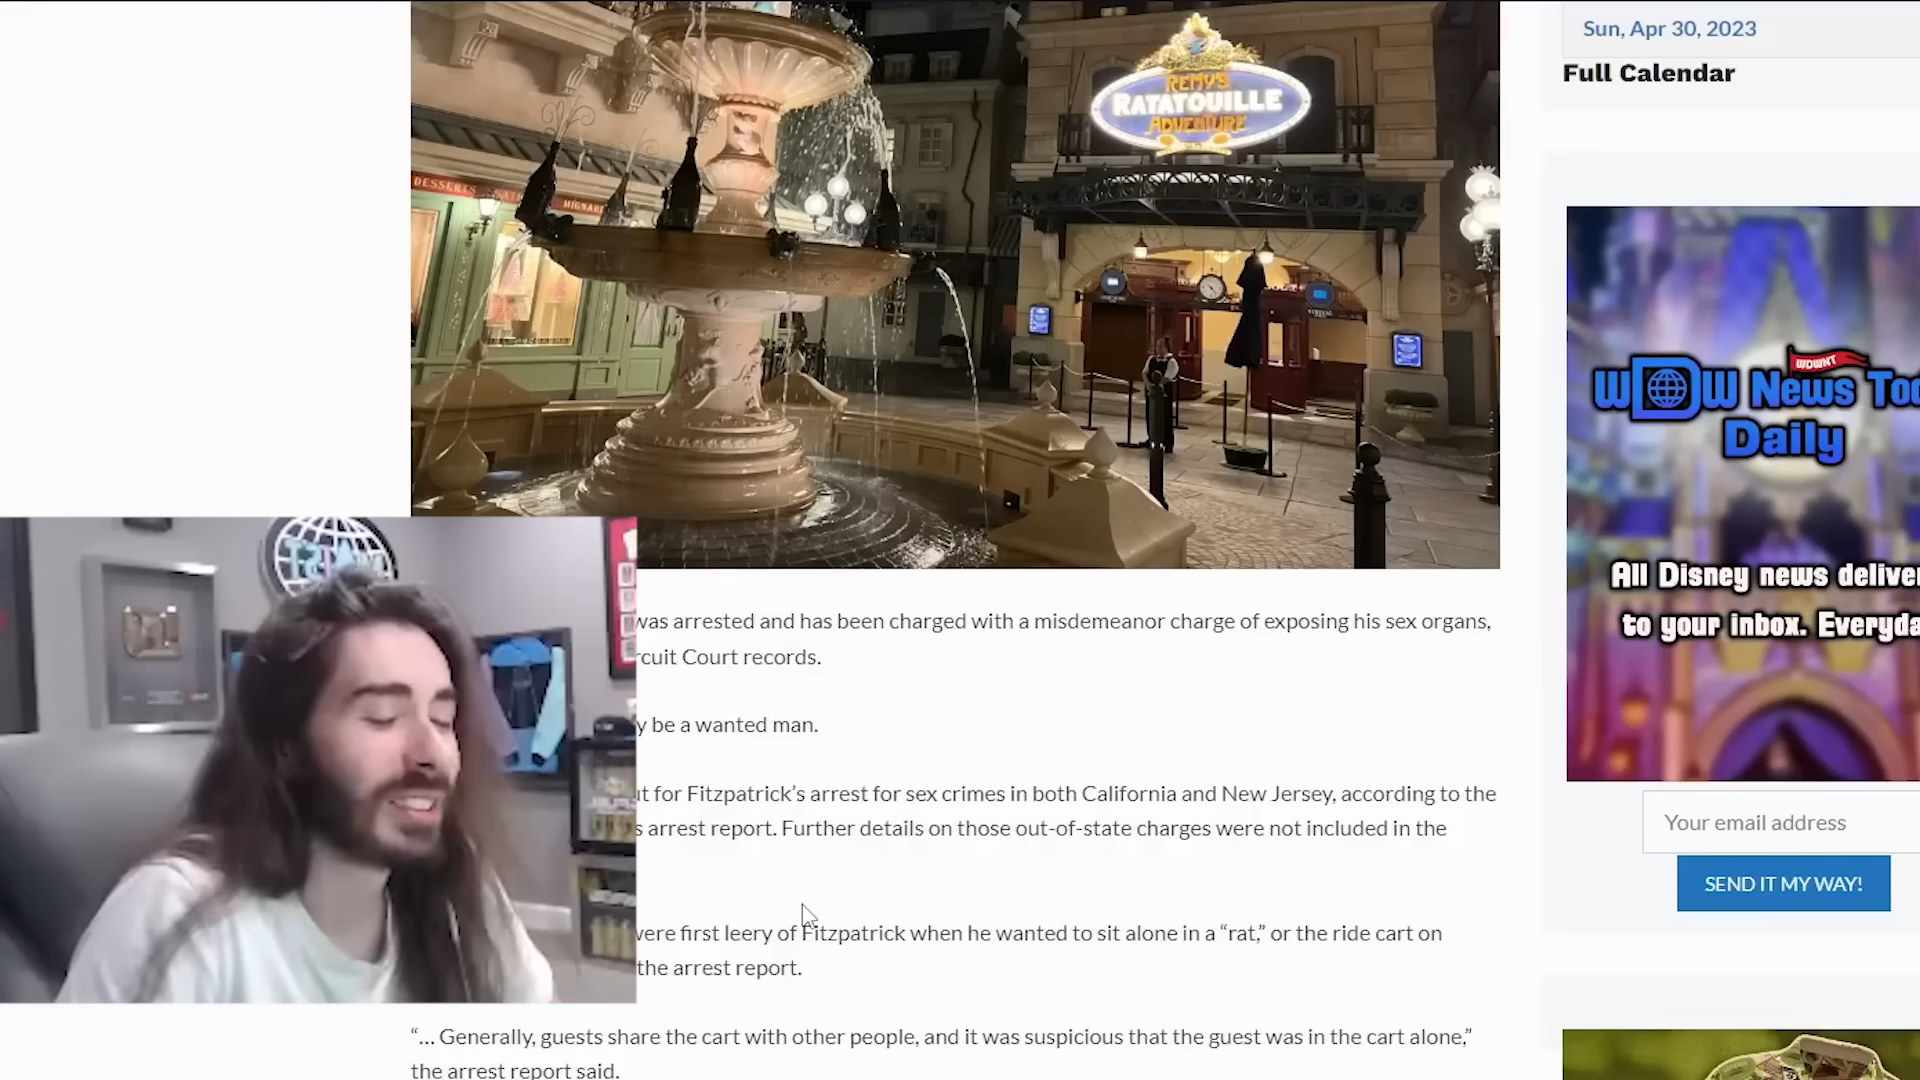 Sun, Apr 30, 2023
Full Calendar
REMY'S
RATATOUILLE
ADVENTURE
DESSERTS
WDWNT
WDW News
Daily
All Disney news
to your inbox.
Your email address
SEND IT MY WAY!
was arrested and has been charged with a misdemeanor charge of exposing his sex organs,
Court records.
be a wanted man.
for Fitzpatrick’s arrest for sex crimes in both California and New Jersey, according to the
arrest report. Further details on those out-of-state charges were not included in the
were first leery of Fitzpatrick when he wanted to sit alone in a “rat,” or the ride cart on
the arrest report.
“… Generally, guests share the cart with other people, and it was suspicious that the guest was in the cart alone,”
the arrest report said.